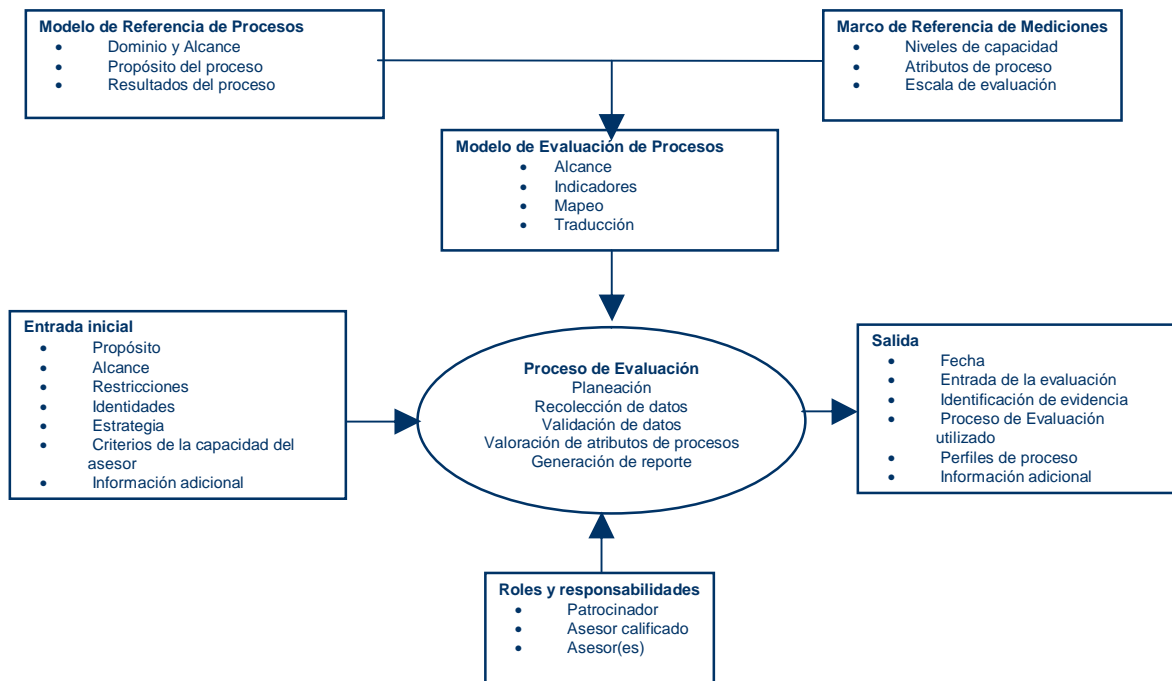 Modelo de Referencia de Procesos
• Dominio y Alcance
• Propósito del proceso
• Resultados del proceso
Marco de Referencia de Mediciones
• Niveles de capacidad
• Atributos de proceso
• Escala de evaluación
Modelo de Evaluación de Procesos
• Alcance
• Indicadores
• Mapeo
• Traducción
Entrada inicial
• Propósito
• Alcance
• Restricciones
• Identidades
• Estrategia
• Criterios de la capacidad del
asesor
• Información adicional
Proceso de Evaluación
Planeación
Recolección de datos
Validación de datos
Valoración de atributos de procesos
Generación de reporte
Salida
• Fecha
• Entrada de la evaluación
• Identificación de evidencia
• Proceso de Evaluación
utilizado
• Perfiles de proceso
• Información adicional
Roles y responsabilidades
• Patrocinador
• Asesor calificado
• Asesor(es)